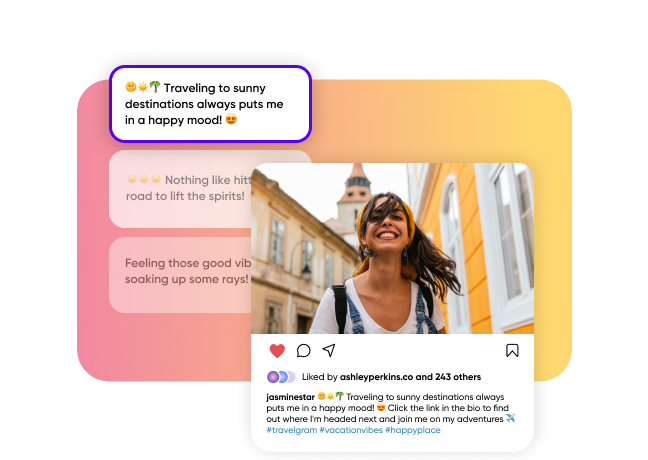 🌞☀️🌴 Traveling to sunny
destinations always puts me
in a happy mood! 😍
☀️☀️☀️ Nothing like hitt
road to lift the spirits!
Feeling those good vib
soaking up some rays!
Liked by ashleyperkins.co and 243 others
jasminestar 🌞☀️🌴 Traveling to sunny destinations always
puts me in a happy mood! 😍 Click the link in the bio to find
out where I'm headed next and join me on my adventures ✈️
#travelgram #vacationvibes #happyplace